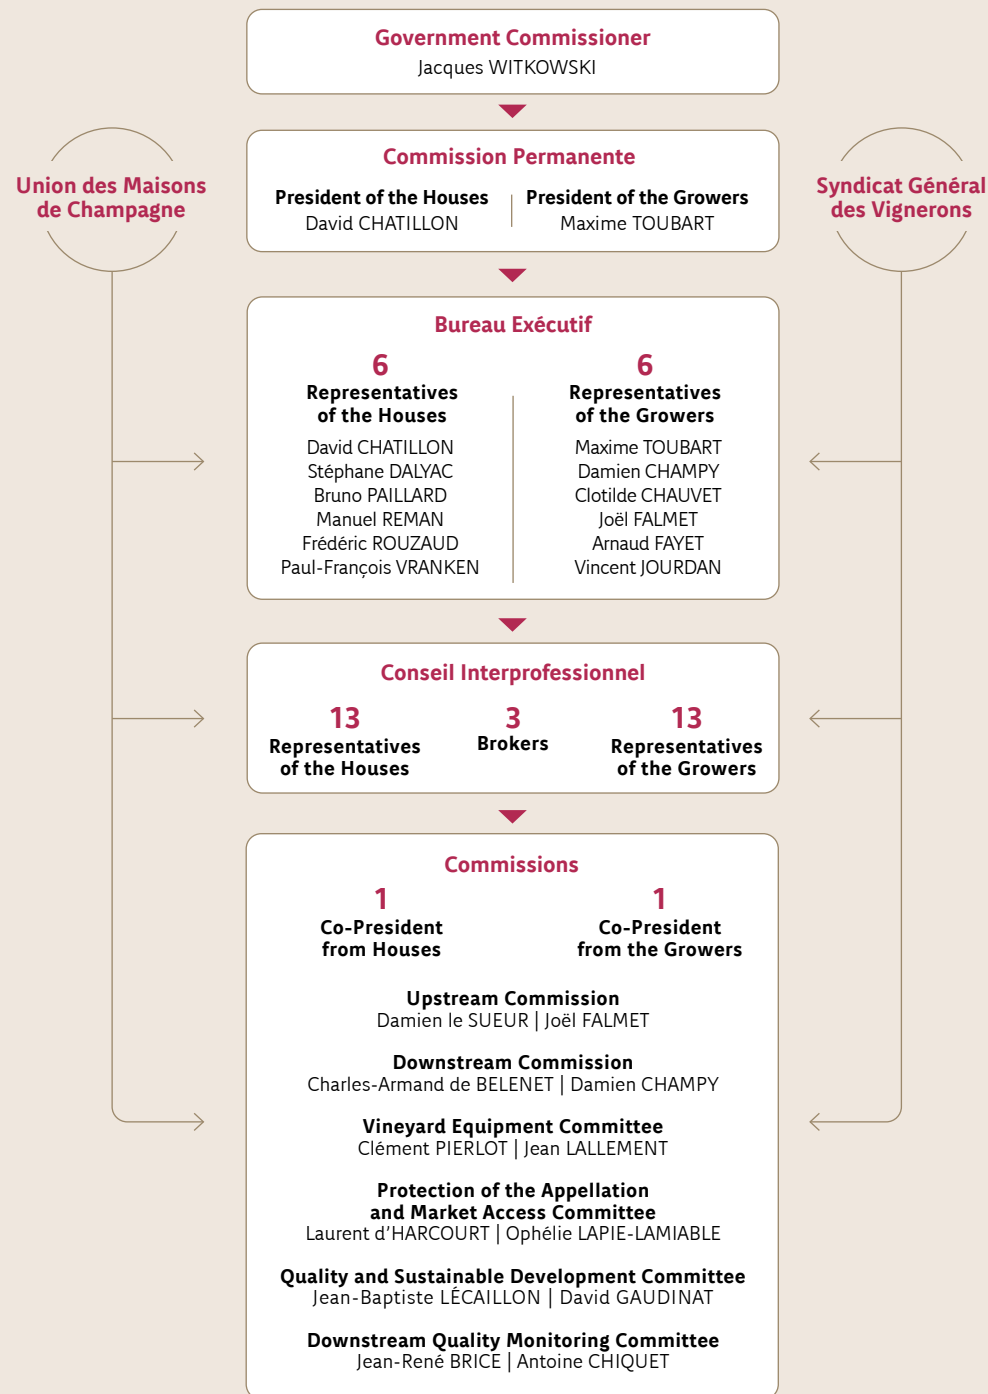 Government Commissioner
Jacques WITKOWSKI
Union des Maisons
de Champagne
Syndicat Général
des Vignerons
Commission Permanente
President of the Houses
David CHATILLON
President of the Growers
Maxime TOUBART
Bureau Exécutif
6
Representatives
of the Houses
David CHATILLON
Stéphane DALYAC
Bruno PAILLARD
Manuel REMAN
Frédéric ROUZAUD
Paul-François VRANKEN
6
Representatives
of the Growers
Maxime TOUBART
Damien CHAMPY
Clotilde CHAUVET
Joël FALMET
Arnaud FAYET
Vincent JOURDAN
Conseil Interprofessionnel
13
Representatives
of the Houses
3
Brokers
13
Representatives
of the Growers
Commissions
1
Co-President
from Houses
1
Co-President
from the Growers
Upstream Commission
Damien le SUEUR | Joël FALMET
Downstream Commission
Charles-Armand de BELENET | Damien CHAMPY
Vineyard Equipment Committee
Clément PIERLOT | Jean LALLEMENT
Protection of the Appellation
and Market Access Committee
Laurent d'HARCOURT | Ophélie LAPIE-LAMIABLE
Quality and Sustainable Development Committee
Jean-Baptiste LÉCAILLON | David GAUDINAT
Downstream Quality Monitoring Committee
Jean-René BRICE | Antoine CHIQUET